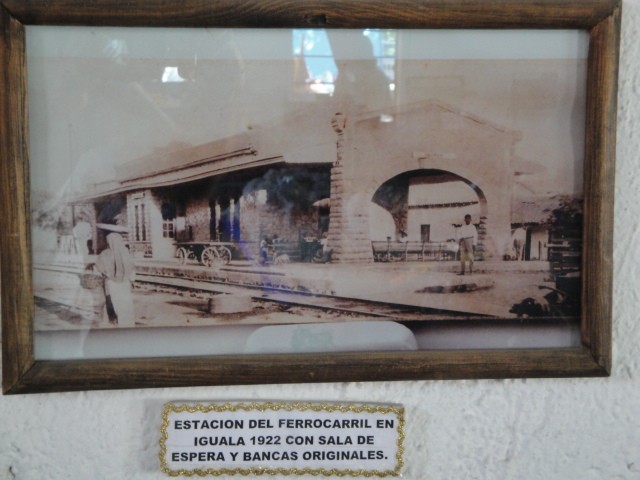 ESTACION DEL FERROCARRIL EN
IGUALA 1922 CON SALA DE
ESPERA Y BANCAS ORIGINALES.